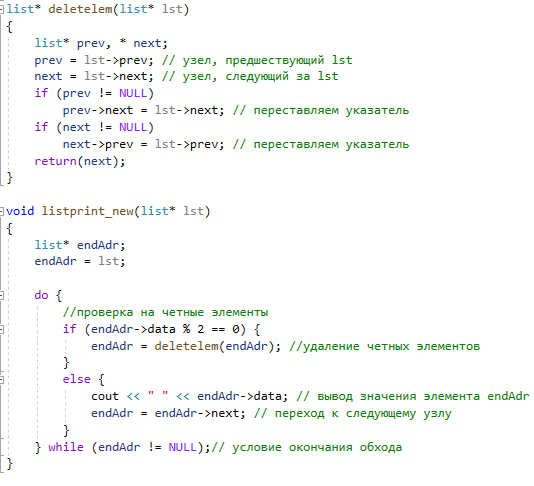 list* deletelem(list* lst)
{
    list* prev, * next;
    prev = lst->prev; // узел, предшествующий lst
    next = lst->next; // узел, следующий за lst
    if (prev != NULL)
        prev->next = lst->next; // переставляем указатель
    if (next != NULL)
        next->prev = lst->prev; // переставляем указатель
    return(next);
}

void listprint_new(list* lst)
{
    list* endAdr;
    endAdr = lst;

    do {
        //проверка на четные элементы
        if (endAdr->data % 2 == 0) {
            endAdr = deletelem(endAdr); //удаление четных элементов
        }
        else {
            cout << " " << endAdr->data; // вывод значения элемента endAdr
            endAdr = endAdr->next; // переход к следующему узлу
        }
    } while (endAdr != NULL);// условие окончания обхода
}